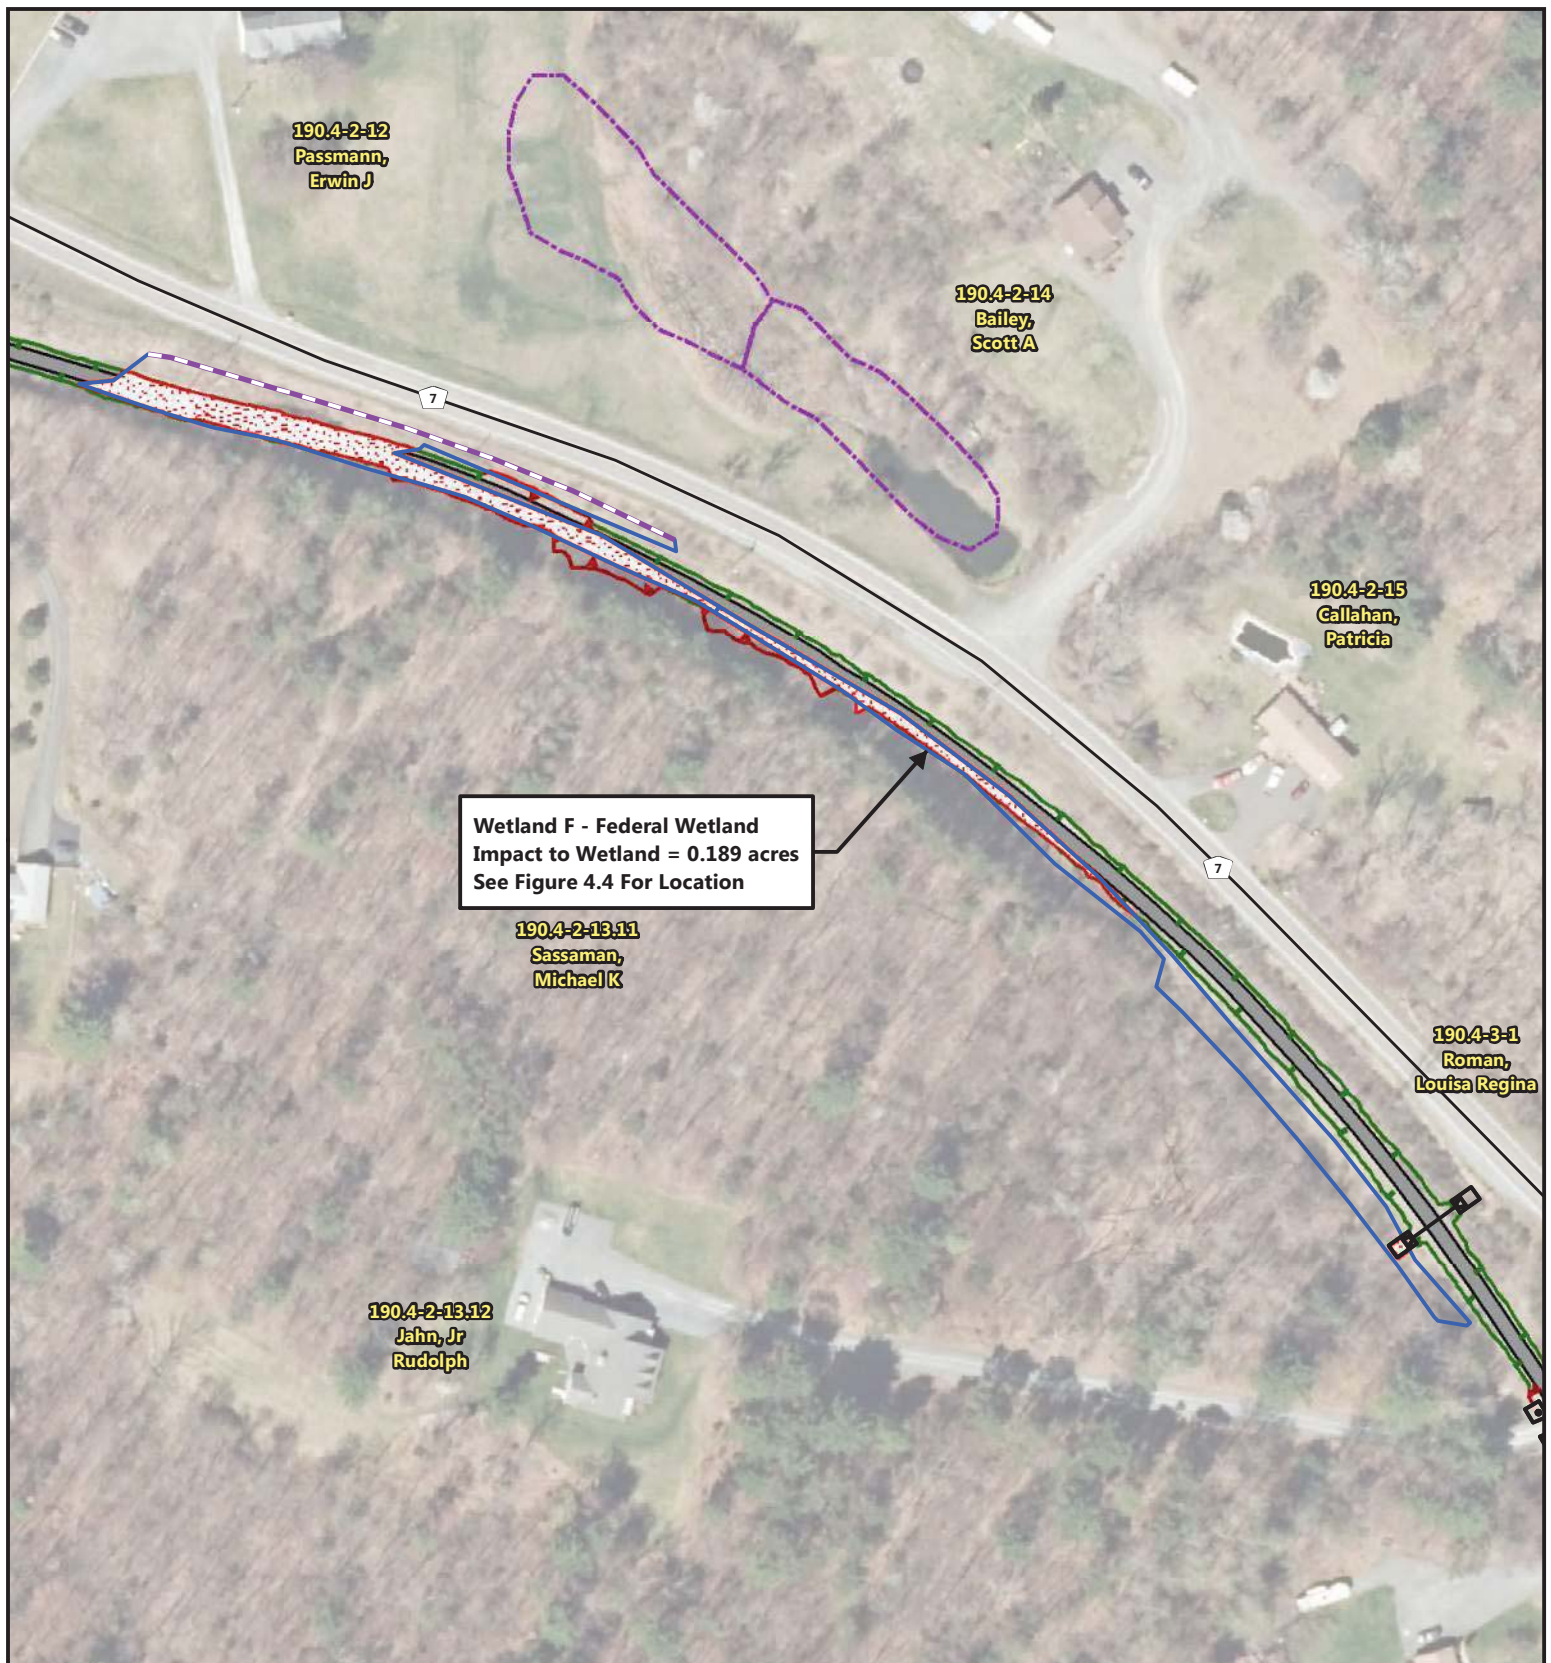 190.4-2-12
Passmann,
Erwin J
190.4-2-14
Bailey,
Scott A
7
190.4-2-15
Callahan,
Patricia
Wetland F - Federal Wetland
Impact to Wetland = 0.189 acres
See Figure 4.4 For Location
7
190.4-2-13.11
Sassaman,
Michael K
190.4-3-1
Roman,
Louisa Regina
190.4-2-13.12
Jahn, Jr
Rudolph